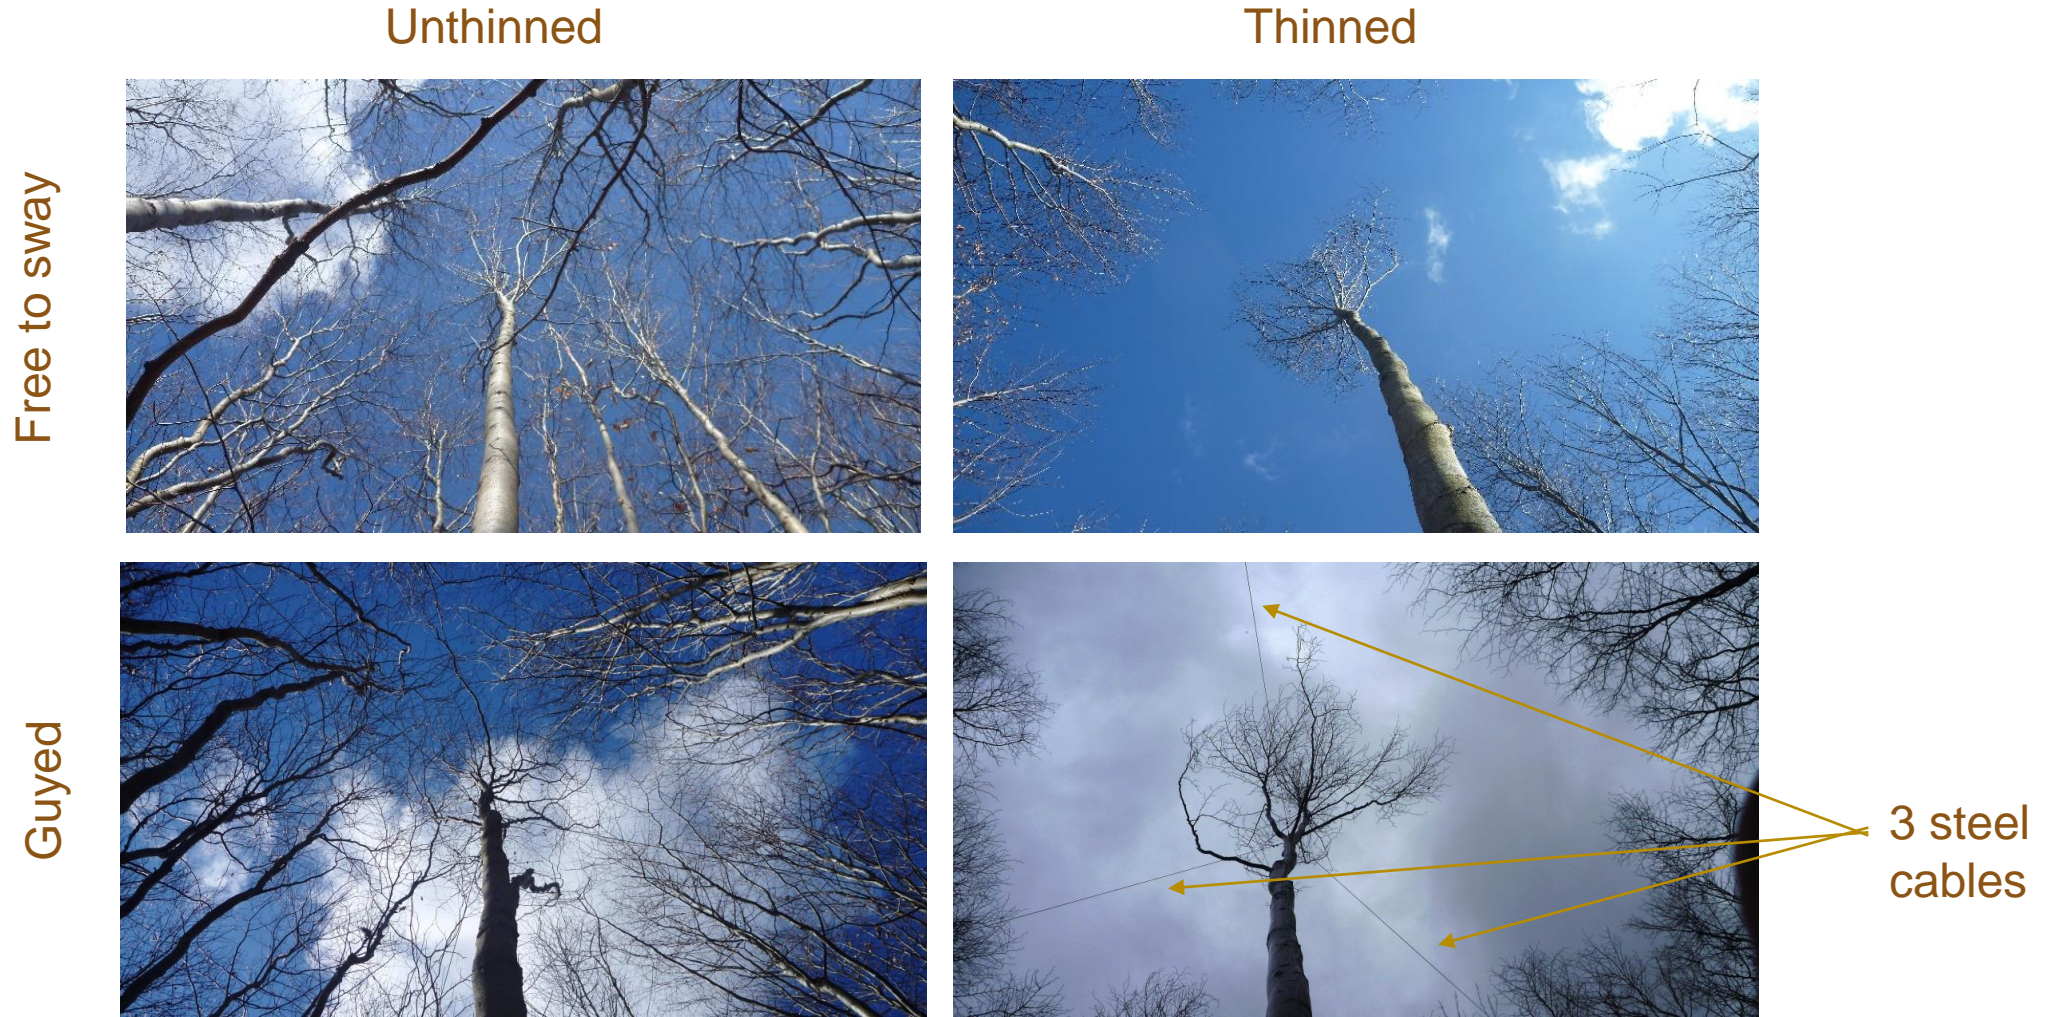 Unthinned
Thinned
Free to sway
Guyed
3 steel
cables